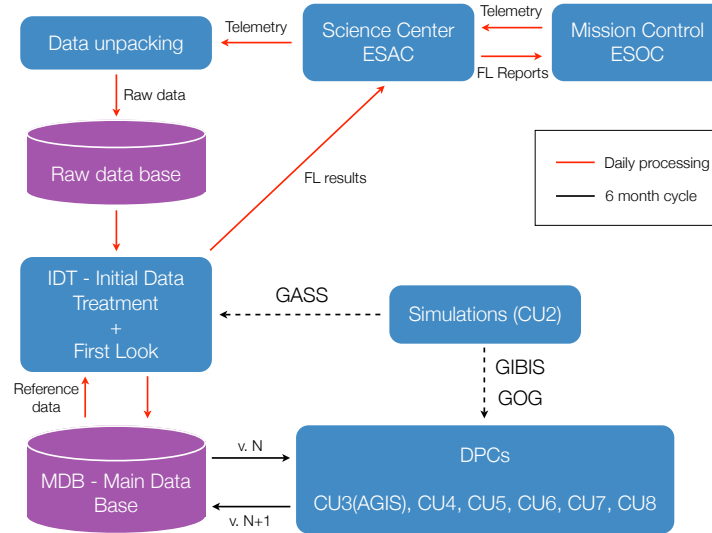 Data unpacking
Telemetry
Science Center
ESAC
Telemetry
FL Reports
Mission Control
ESOC
Raw data
Raw data base
FL results
Daily processing
6 month cycle
IDT - Initial Data
Treatment
+
First Look
GASS
Simulations (CU2)
GIBIS
GOG
Reference
data
MDB - Main Data
Base
v. N
v. N+1
DPCs
CU3(AGIS), CU4, CU5, CU6, CU7, CU8